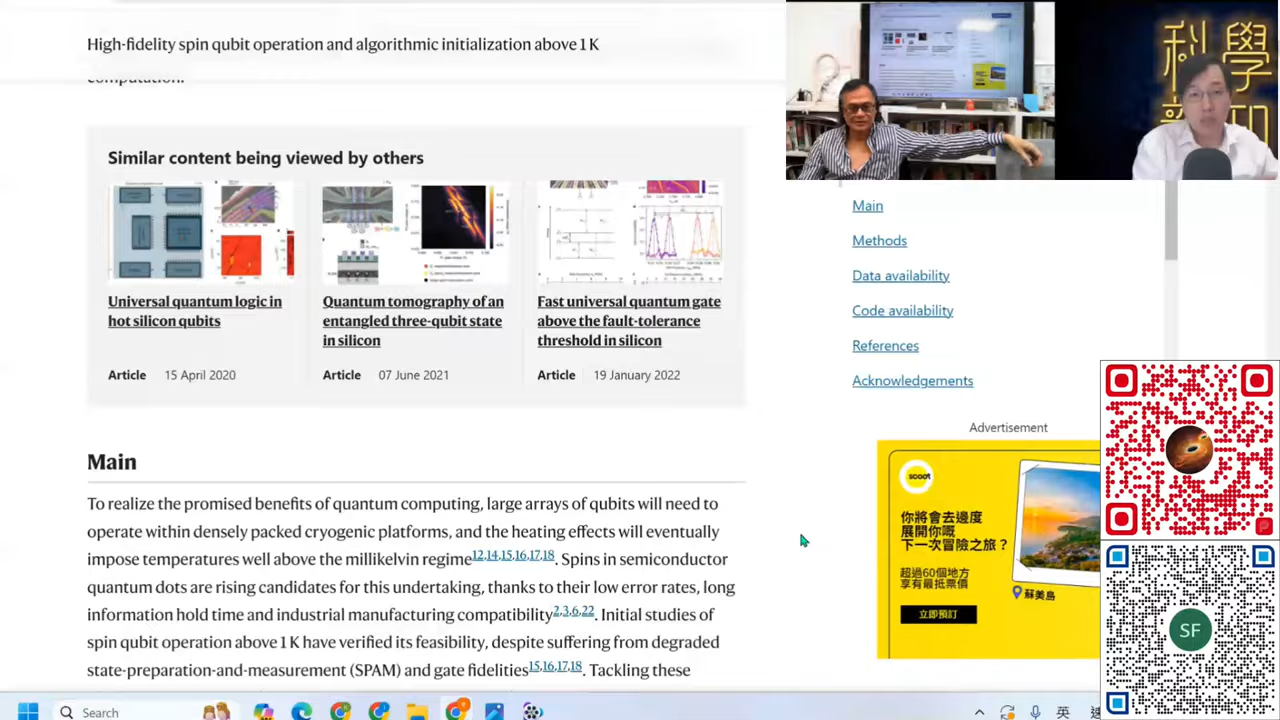 High-fidelity spin qubit operation and algorithmic initialization above 1 K
computation.
Similar content being viewed by others
Universal quantum logic in
hot silicon qubits
Article 15 April 2020
Quantum tomography of an
entangled three-qubit state
in silicon
Article 07 June 2021
Fast universal quantum gate
above the fault-tolerance
threshold in silicon
Article 19 January 2022
Main
To realize the promised benefits of quantum computing, larger arrays of qubits will need to
operate within densely packed cryogenic platforms, and the heating effects will eventually
impose temperatures well above the millikelvin regime12,14,15,16,17,18. Spins in semiconductor
quantum dots are rising candidates for this undertaking, thanks to their low error rates, long
information hold time and industrial manufacturing compatibility2,3,6,22. Initial studies of
spin qubit operation above 1 K have verified its feasibility, despite suffering from degraded
state-preparation-and-measurement (SPAM) and gate fidelities15,16,17,18. Tackling these
科學
Main
Methods
Data availability
Code availability
References
Acknowledgements
Advertisement
scoot
你將會去邊度
展開你嘅
下一次冒險之旅？
超過60個地方
享有最抵票價
立即預訂
蘇美島
SF
Search
英